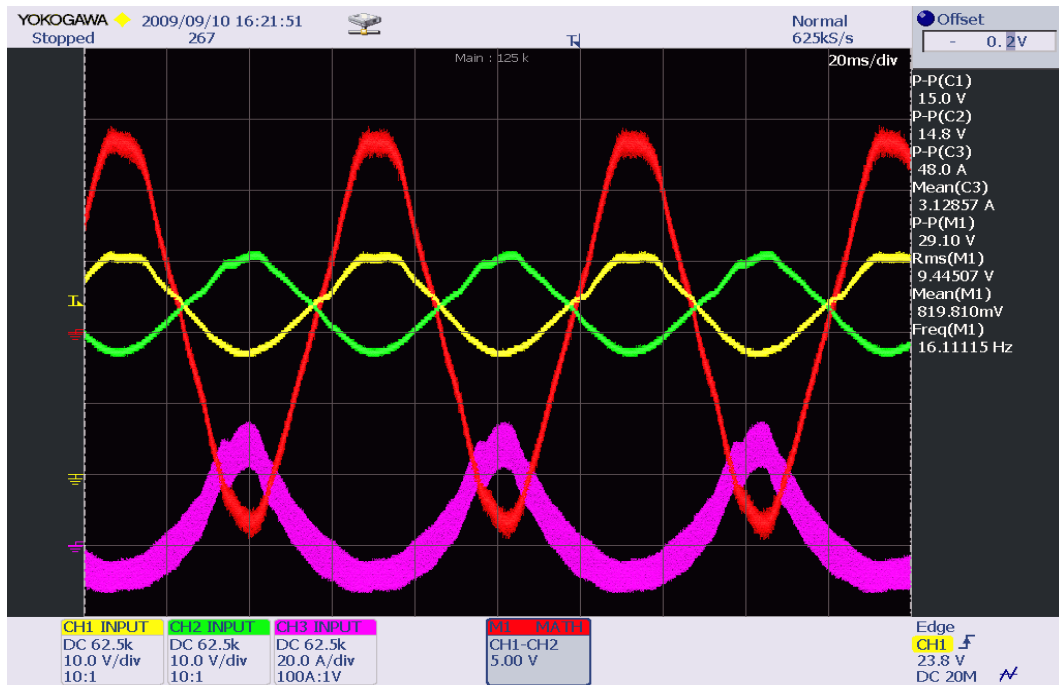 YOKOGAWA 2009/09/10 16:21:51 Normal
Stopped 267 625kS/s
Main : 125 k
20ms/div
Offset
- 0.2V
P-P(C1)
15.0 V
P-P(C2)
14.8 V
P-P(C3)
48.0 A
Mean(C3)
3.12857 A
P-P(M1)
29.10 V
Rms(M1)
9.44507 V
Mean(M1)
819.810mV
Freq(M1)
16.11115 Hz
CH1 INPUT
DC 62.5k
10.0 V/div
10:1
CH2 INPUT
DC 62.5k
10.0 V/div
10:1
CH3 INPUT
DC 62.5k
20.0 A/div
100A:1V
M1 MATH
CH1-CH2
5.00 V
Edge
CH1
23.8 V
DC 20M